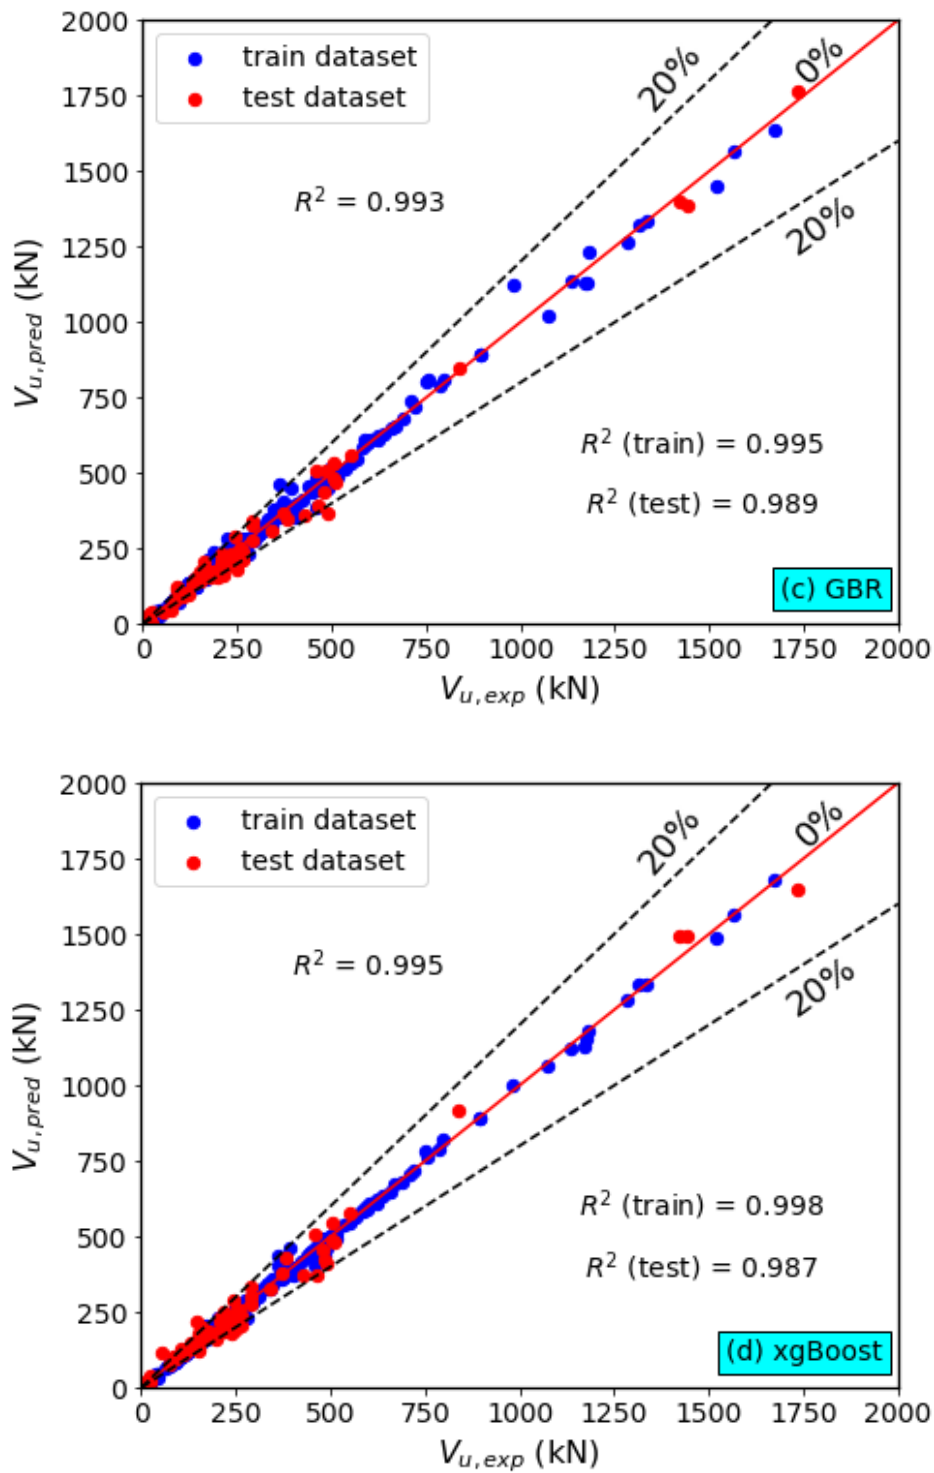 2000
1750
1500
1250
1000
750
500
250
0
train dataset
test dataset
20%
0%
20%
R² = 0.993
R² (train) = 0.995
R² (test) = 0.989
(c) GBR
0 250 500 750 1000 1250 1500 1750 2000
V_{u,exp} (kN)
V_{u,pred} (kN)
2000
1750
1500
1250
1000
750
500
250
0
train dataset
test dataset
20%
0%
20%
R² = 0.995
R² (train) = 0.998
R² (test) = 0.987
(d) xgBoost
0 250 500 750 1000 1250 1500 1750 2000
V_{u,exp} (kN)
V_{u,pred} (kN)